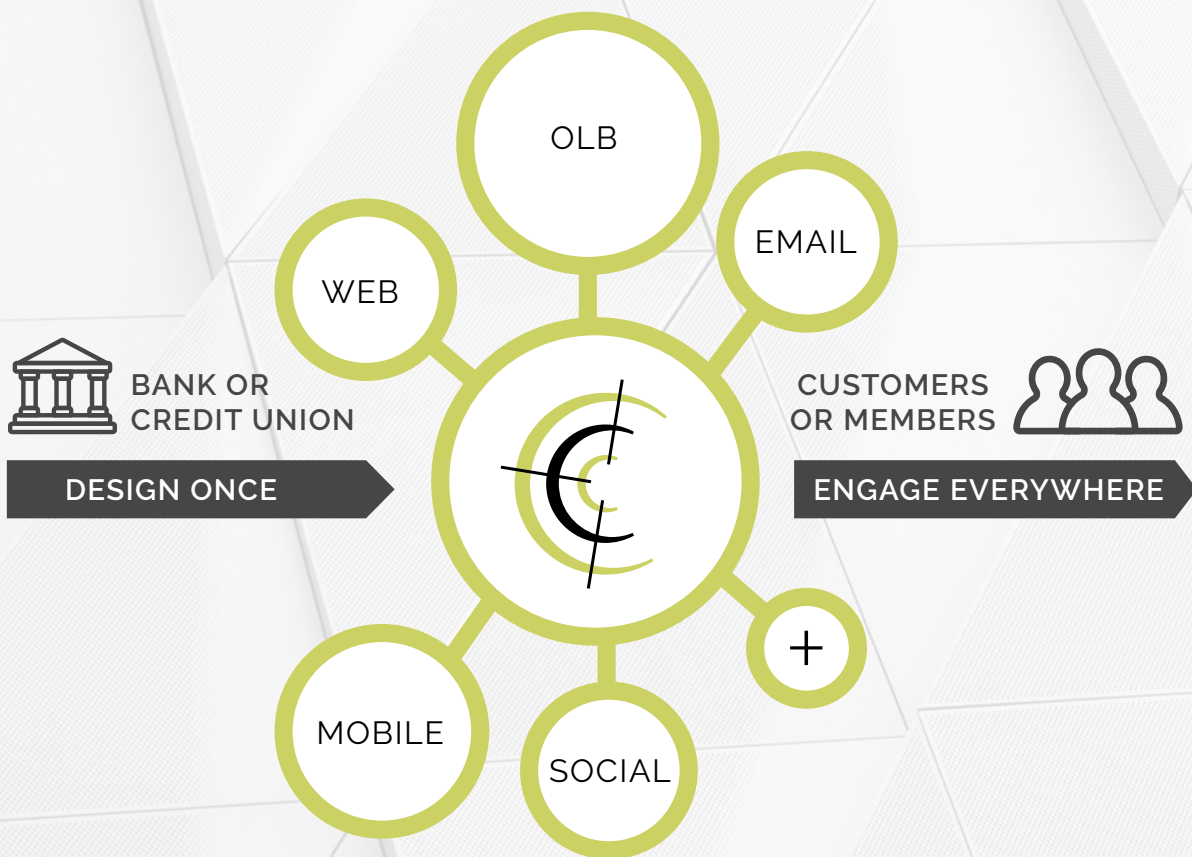 OLB
EMAIL
WEB
BANK OR
CREDIT UNION
DESIGN ONCE
CUSTOMERS
OR MEMBERS
ENGAGE EVERYWHERE
+
MOBILE
SOCIAL